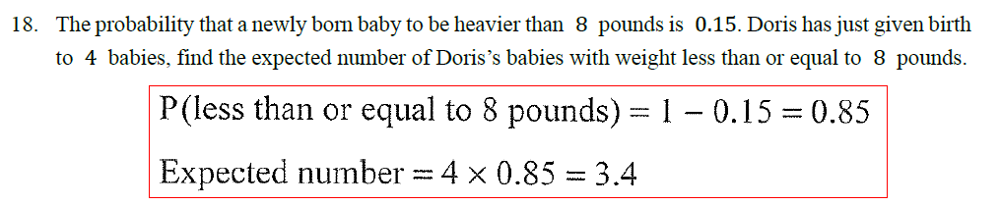 18. The probability that a newly born baby to be heavier than 8 pounds is 0.15. Doris has just given birth
to 4 babies, find the expected number of Doris’s babies with weight less than or equal to 8 pounds.
P(less than or equal to 8 pounds) = 1 − 0.15 = 0.85
Expected number = 4 × 0.85 = 3.4